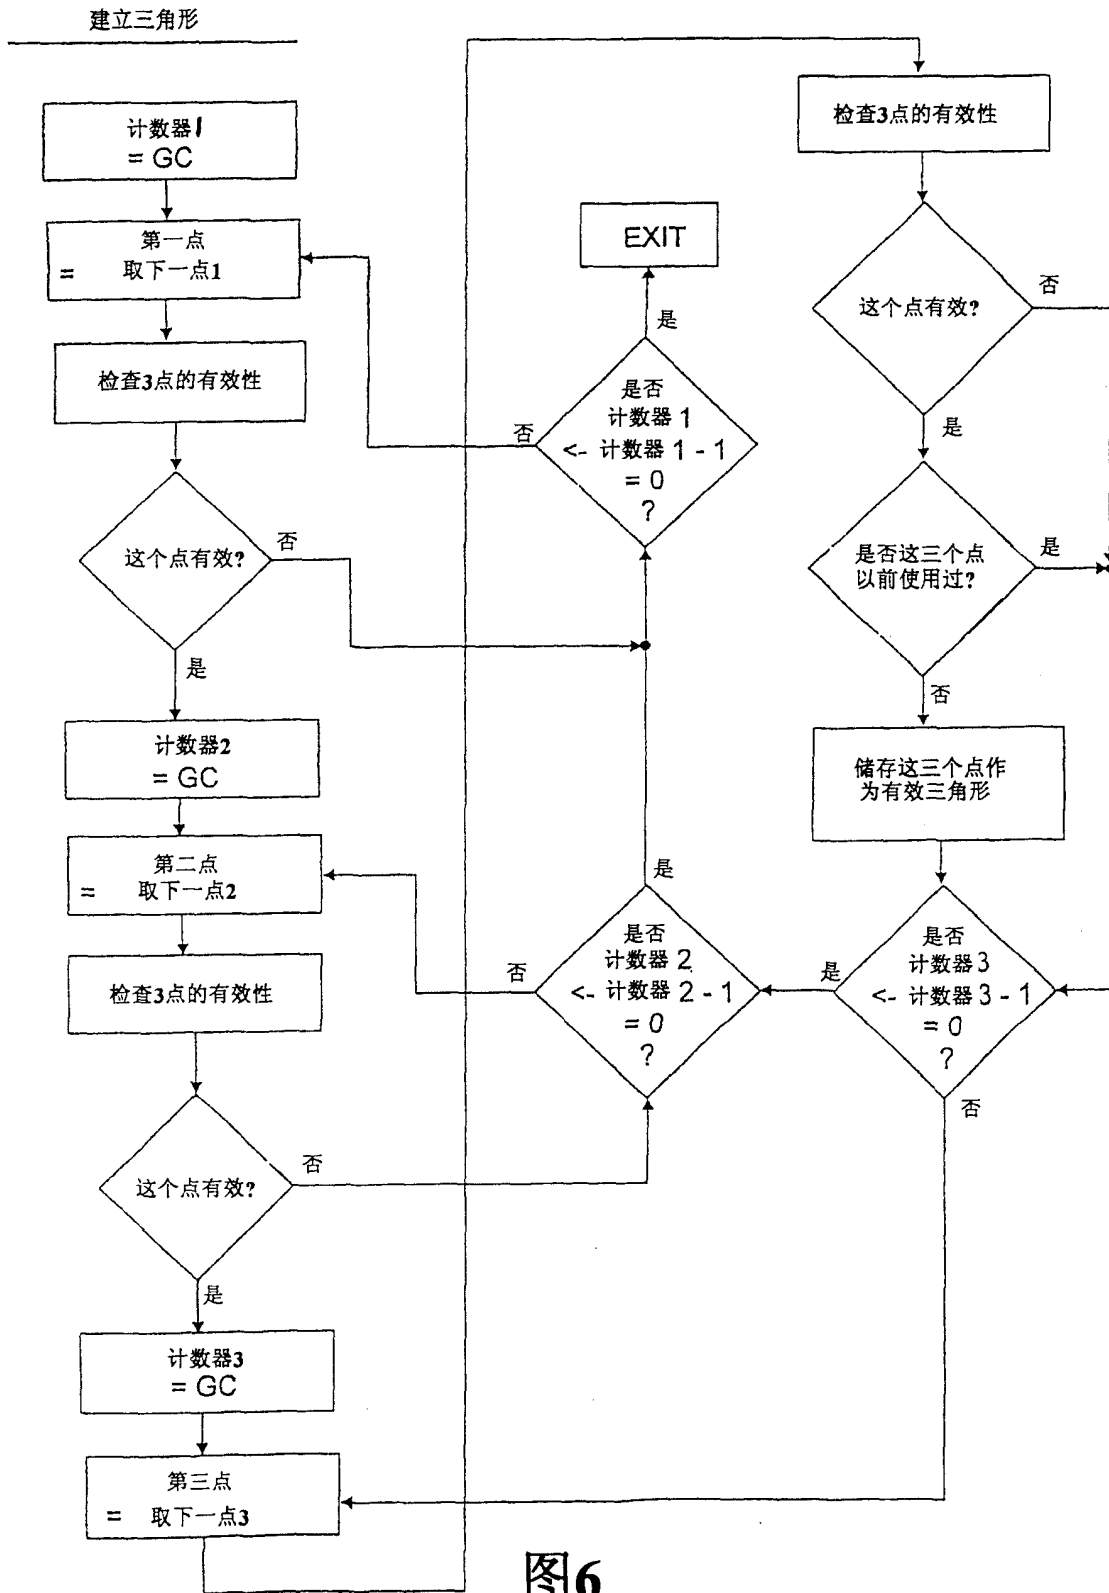 建立三角形
计数器1
= GC
第一点
= 取下一点1
检查3点的有效性
这个点有效?
否
是
计数器2
= GC
第二点
= 取下一点2
检查3点的有效性
这个点有效?
否
是
计数器3
= GC
第三点
= 取下一点3
EXIT
是
是否
计数器 1
<- 计数器 1 - 1
= 0
?
否
是
是否
计数器 2
<- 计数器 2 - 1
= 0
?
否
检查3点的有效性
这个点有效?
否
是
是否这三个点
以前使用过?
是
否
储存这三个点作
为有效三角形
是否
计数器 3
<- 计数器 3 - 1
= 0
?
是
否
图6